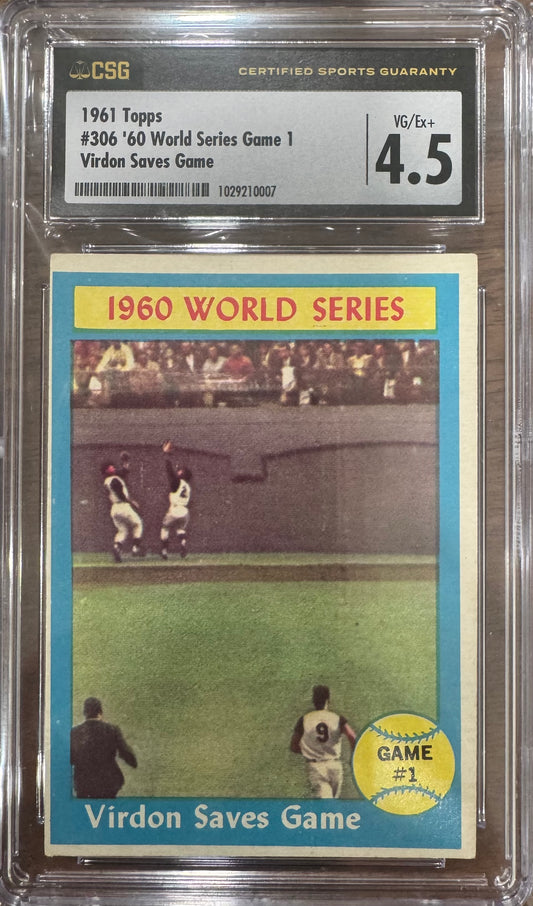 CSG
CERTIFIED SPORTS GUARANTY
1961 Topps
#306 '60 World Series Game 1
Virdon Saves Game
VG/Ex+
4.5
1029210007
1960 WORLD SERIES
9
GAME
#1
Virdon Saves Game